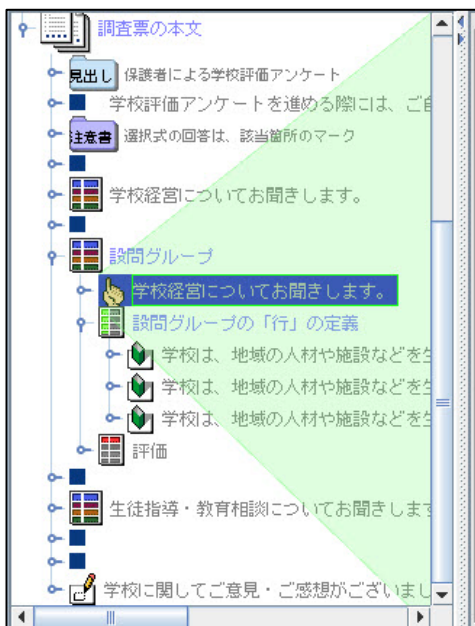 調査票の本文
見出し 保護者による学校評価アンケート
学校評価アンケートを進める際には、ご
注意書 選択式の回答は、該当箇所のマーク
学校経営についてお聞きします。
設問グループ
学校経営についてお聞きします。
設問グループの「行」の定義
学校は、地域の人材や施設などを
学校は、地域の人材や施設などを
学校は、地域の人材や施設などを
評価
生徒指導・教育相談についてお聞きしま
学校に関してご意見・ご感想がございまし